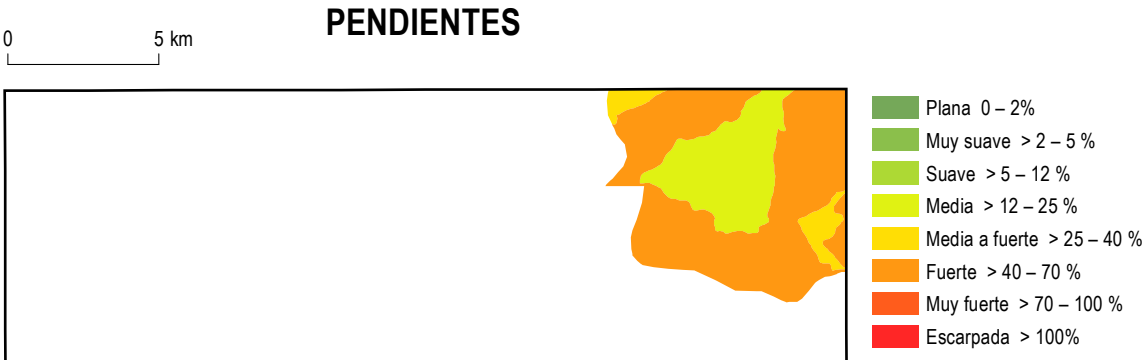 PENDIENTES
0 5 km
Plana 0 – 2%
Muy suave > 2 – 5 %
Suave > 5 – 12 %
Media > 12 – 25 %
Media a fuerte > 25 – 40 %
Fuerte > 40 – 70 %
Muy fuerte > 70 – 100 %
Escarpada > 100%